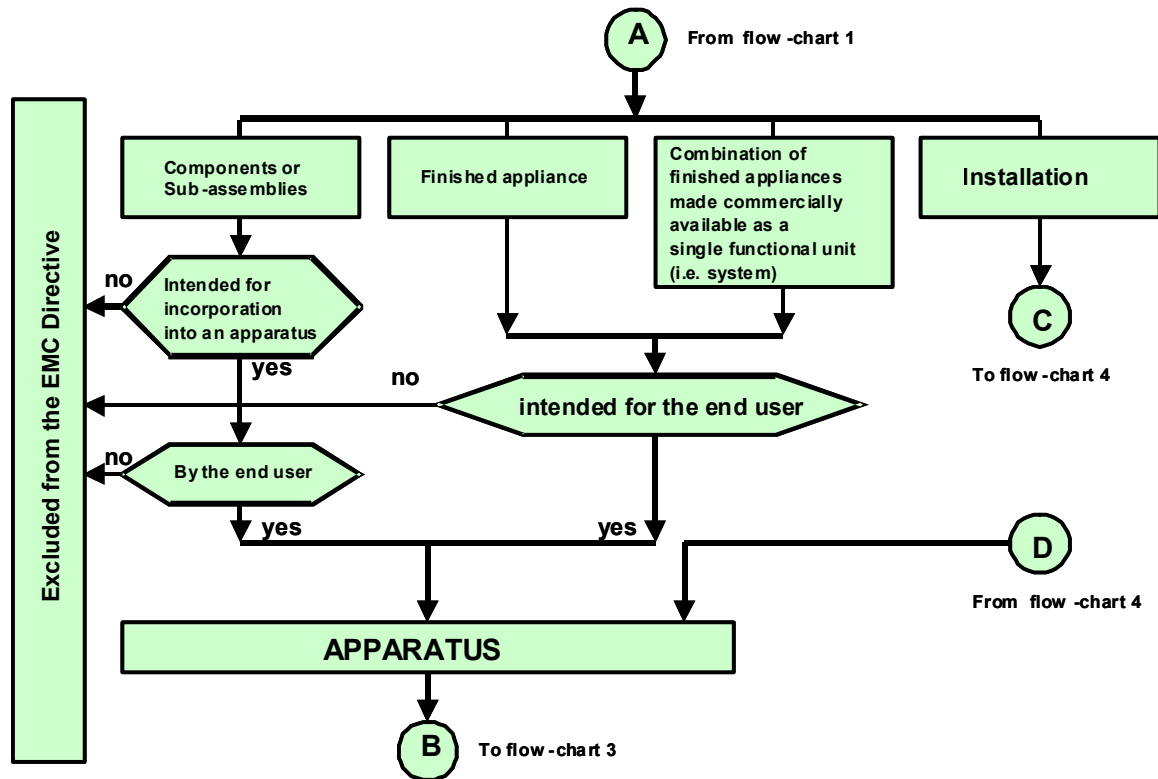 A
From flow-chart 1
Excluded from the EMC Directive
Components or
Sub-assemblies
Finished appliance
Combination of
finished appliances
made commercially
available as a
single functional unit
(i.e. system)
Installation
no
Intended for
incorporation
into an apparatus
yes
C
To flow-chart 4
no
intended for the end user
no
By the end user
yes
yes
D
From flow-chart 4
APPARATUS
B
To flow-chart 3